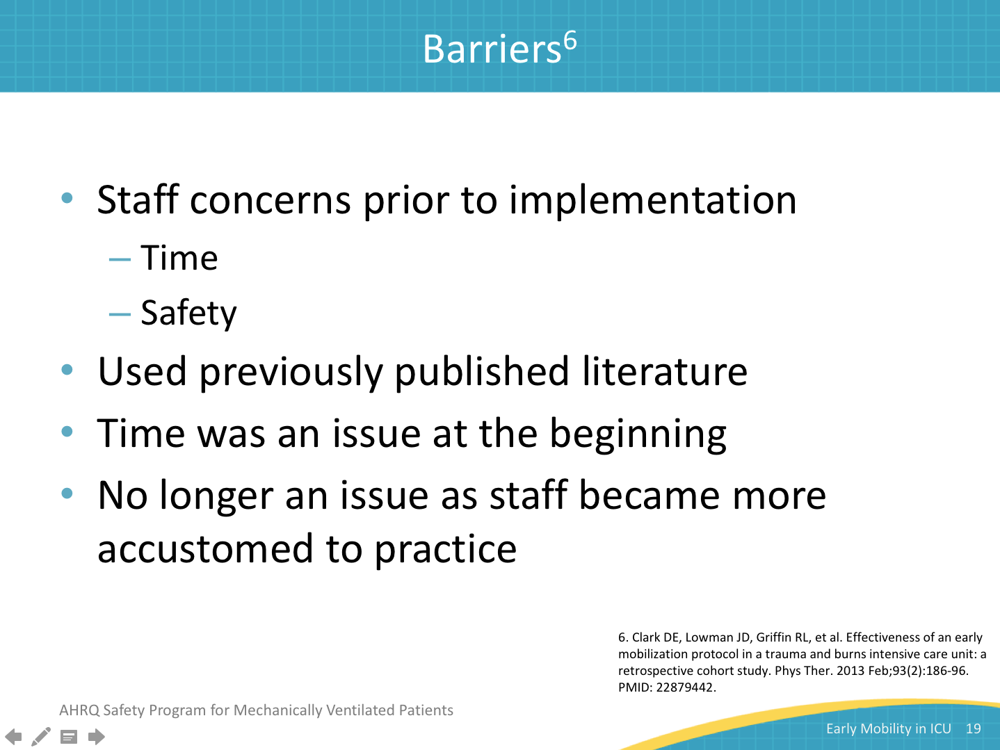 Barriers⁶
• Staff concerns prior to implementation
– Time
– Safety
• Used previously published literature
• Time was an issue at the beginning
• No longer an issue as staff became more
accustomed to practice
6. Clark DE, Lowman JD, Griffin RL, et al. Effectiveness of an early
mobilization protocol in a trauma and burns intensive care unit: a
retrospective cohort study. Phys Ther. 2013 Feb;93(2):186-96.
PMID: 22879442.
AHRQ Safety Program for Mechanically Ventilated Patients
Early Mobility in ICU 19